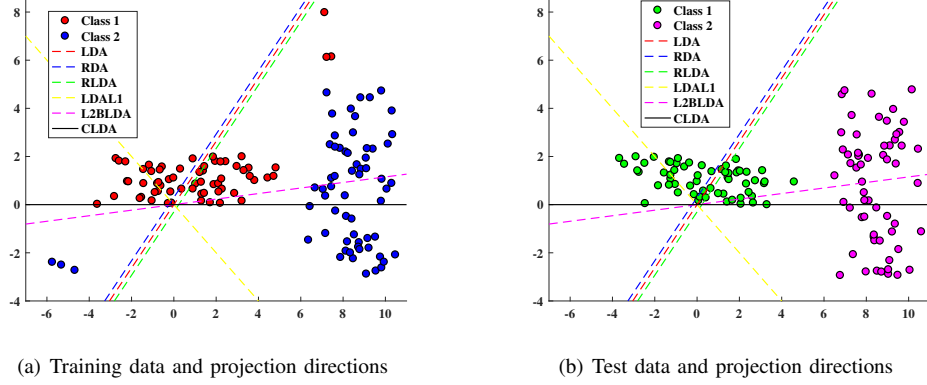 8
6
4
2
0
-2
-4
-6 -4 -2 0 2 4 6 8 10
Class 1
Class 2
LDA
RDA
RLDA
LDAL1
L2BLDA
CLDA
(a) Training data and projection directions
8
6
4
2
0
-2
-4
-6 -4 -2 0 2 4 6 8 10
Class 1
Class 2
LDA
RDA
RLDA
LDAL1
L2BLDA
CLDA
(b) Test data and projection directions